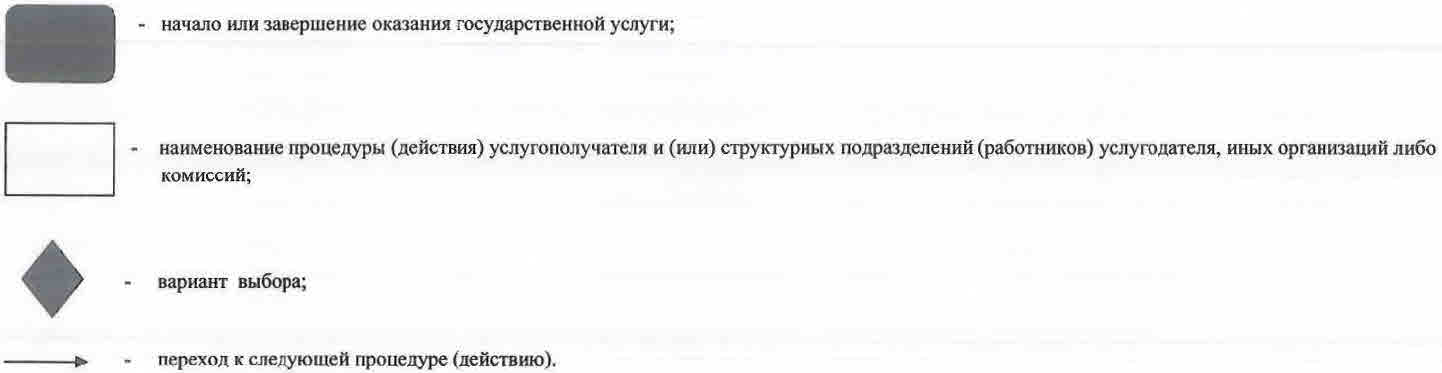 - начало или завершение оказания государственной услуги;
- наименование процедуры (действия) услугополучателя и (или) структурных подразделений (работников) услугодателя, иных организаций либо
комиссий;
- вариант выбора;
- переход к следующей процедуре (действию).